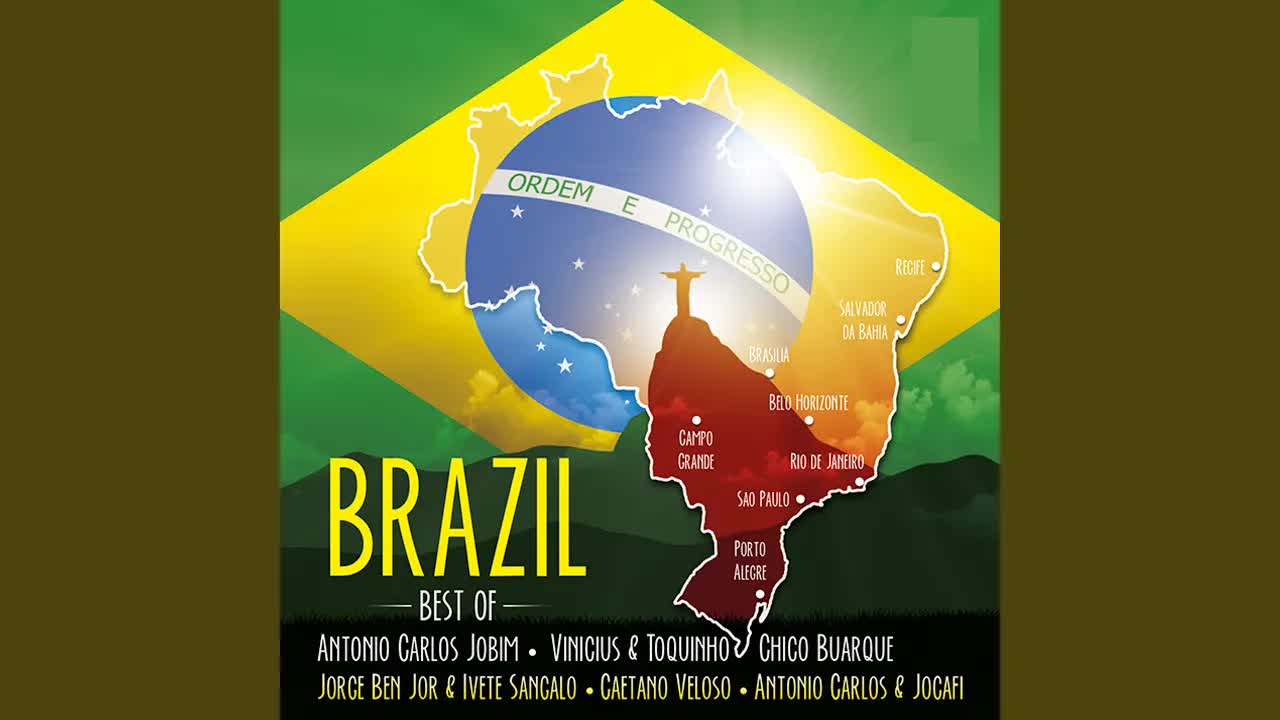 ORDEM E PROGRESSO
RECIFE
SALVADOR
DA BAHIA
BRASILIA
BELO HORIZONTE
CAMPO
GRANDE
RIO DE JANEIRO
SAO PAULO
PORTO
ALEGRE
BRAZIL
BEST OF
ANTONIO CARLOS JOBIM • VINICIUS & TOQUINHO CHICO BUARQUE
JORGE BEN JOR & IVETE SANGALO • CAETANO VELOSO • ANTONIO CARLOS & JOCAFI